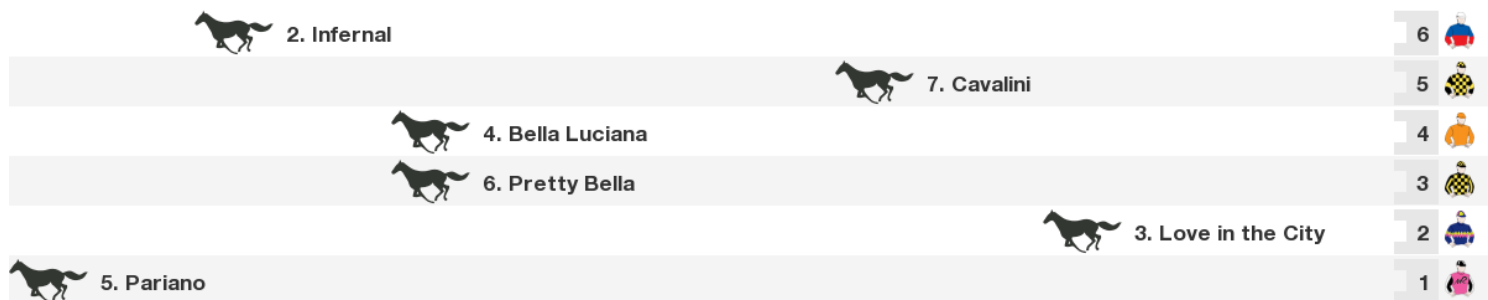 2. Infernal 6
7. Cavalini 5
4. Bella Luciana 4
6. Pretty Bella 3
3. Love in the City 2
5. Pariano 1